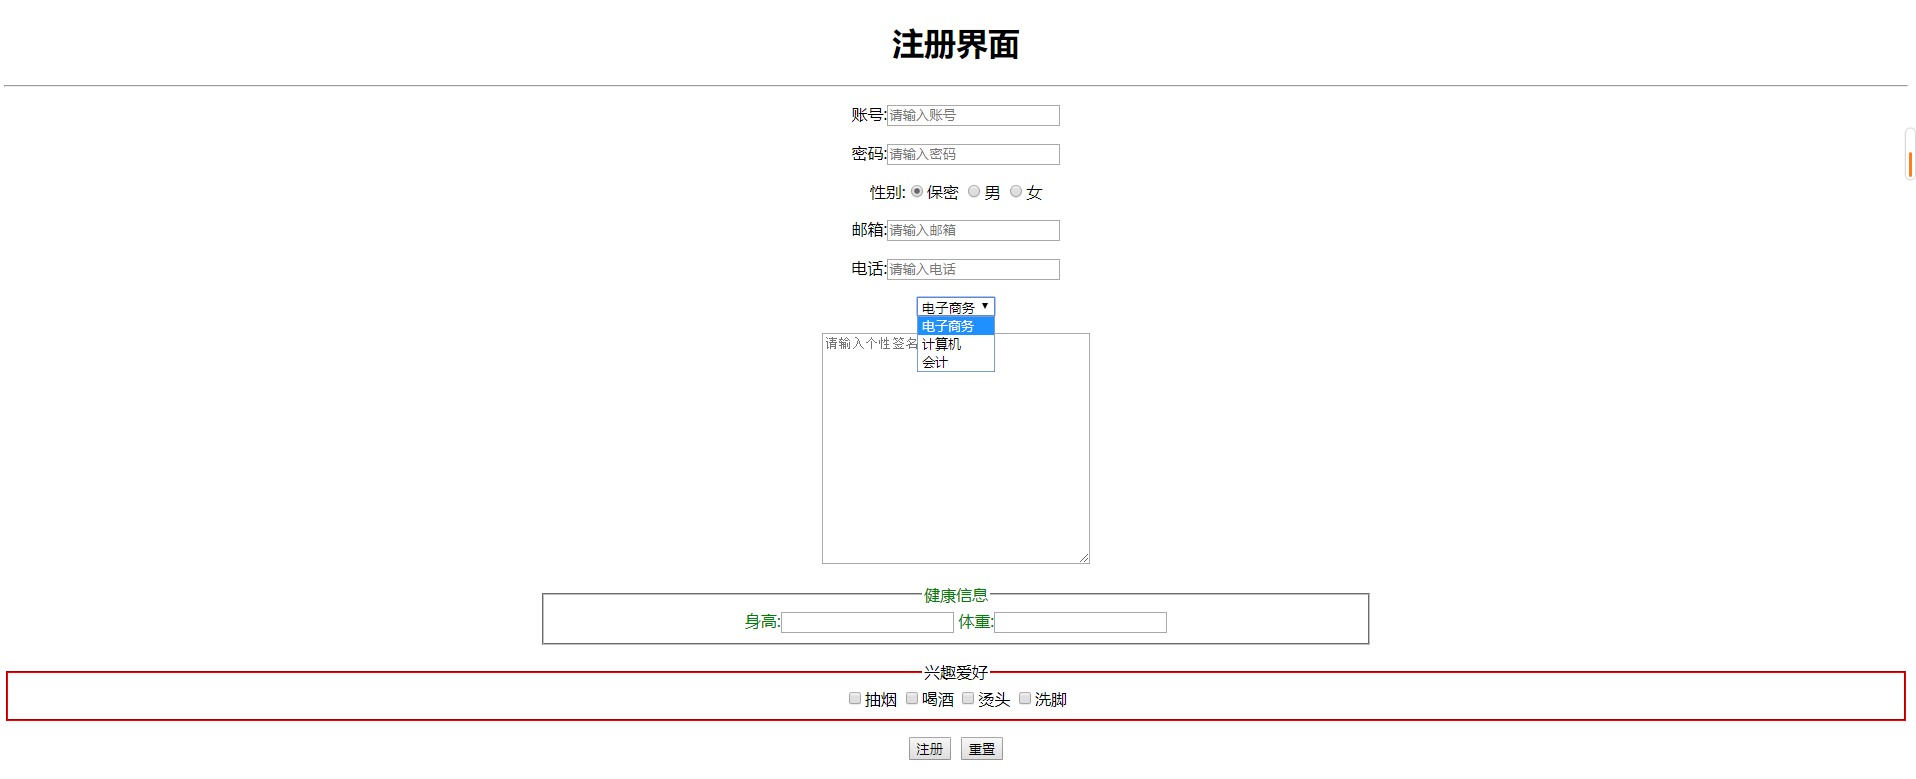 注册界面
账号:请输入账号
密码:请输入密码
性别: 保密 男 女
邮箱:请输入邮箱
电话:请输入电话
电子商务
电子商务
计算机
会计
请输入个性签名
健康信息
身高: 体重:
兴趣爱好
抽烟 喝酒 烫头 洗脚
注册 重置